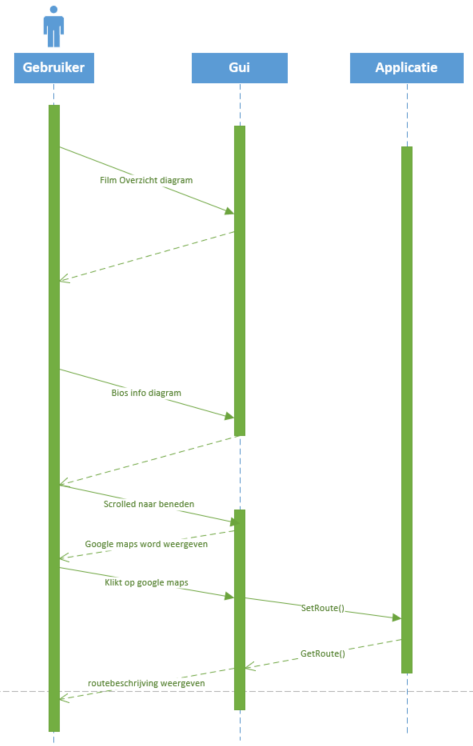 Gebruiker
Gui
Applicatie
Film Overzicht diagram
Bios info diagram
Scrolled naar beneden
Google maps word weergeven
Klikt op google maps
SetRoute()
GetRoute()
routebeschrijving weergeven